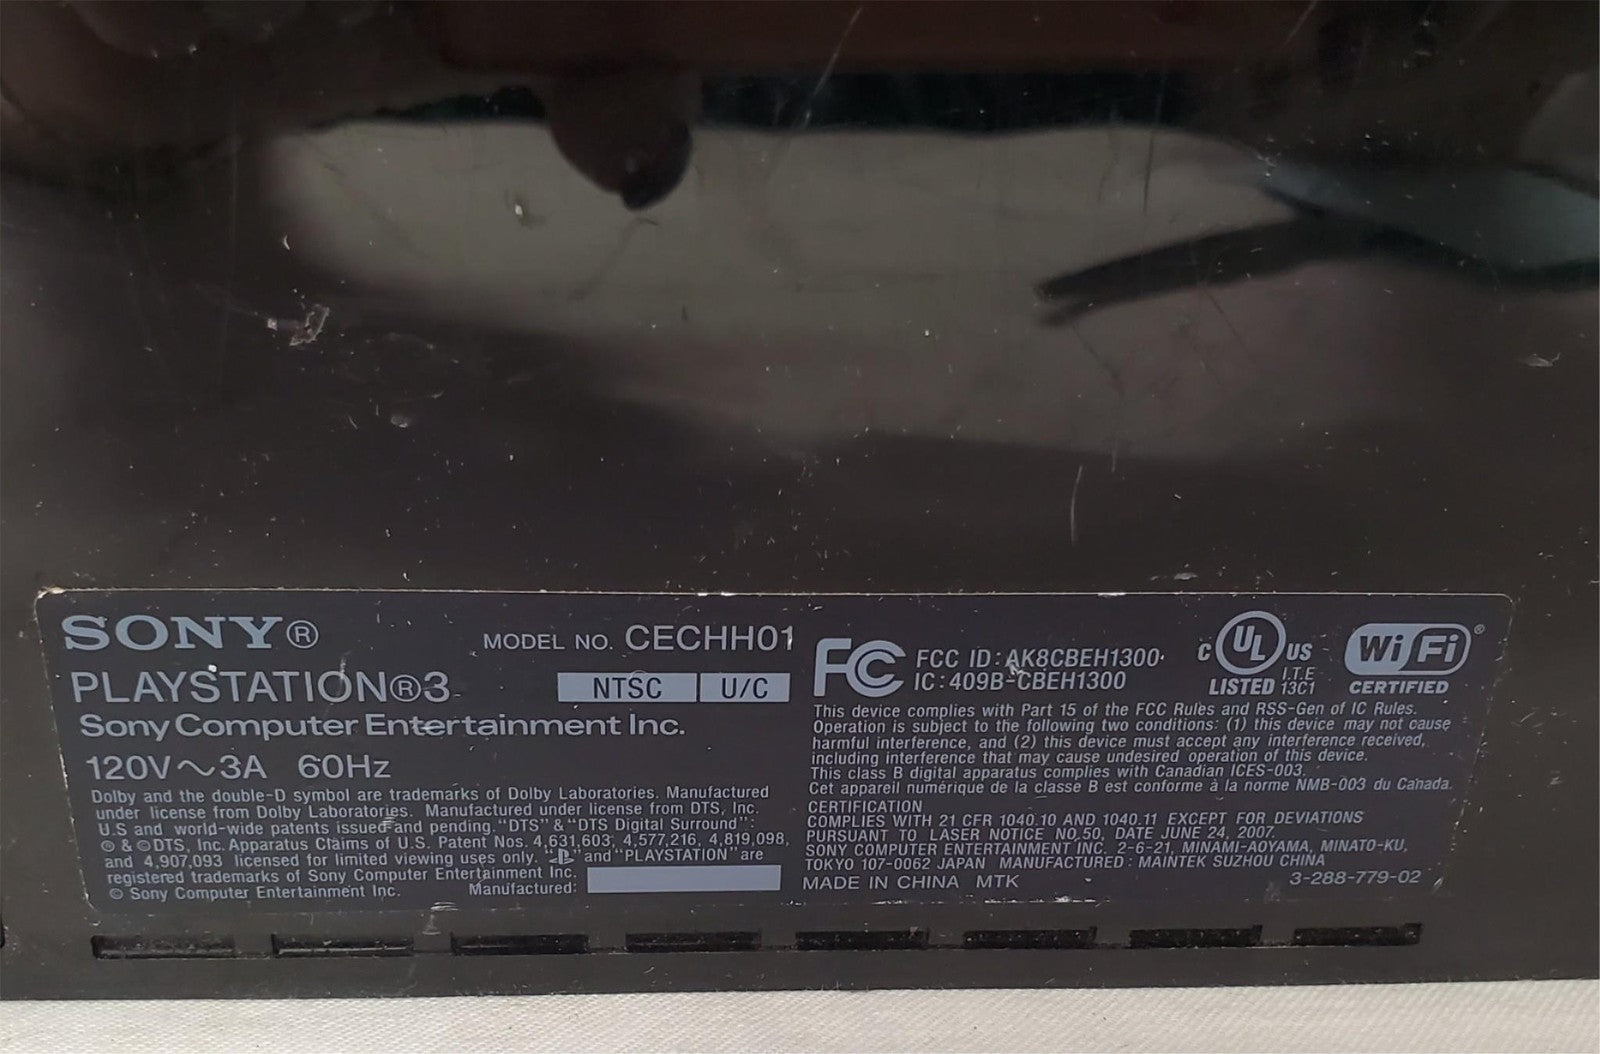 SONY®
MODEL NO. CECHH01
PLAYSTATION®3
NTSC U/C
Sony Computer Entertainment Inc.
120V~3A 60Hz
Dolby and the double-D symbol are trademarks of Dolby Laboratories. Manufactured
under license from Dolby Laboratories. Manufactured under license from DTS, Inc.
U.S and world-wide patents issued and pending. "DTS" & "DTS Digital Surround":
℗ & © DTS, Inc. Apparatus Claims of U.S. Patent Nos. 4,631,603, 4,577,216, 4,819,098,
and 4,907,093 licensed for limited viewing uses only. " " and "PLAYSTATION" are
registered trademarks of Sony Computer Entertainment Inc.
© Sony Computer Entertainment Inc. Manufactured:
FC FCC ID: AK8CBEH1300
IC: 409B-CBEH1300
C UL US
LISTED I.T.E 13C1
Wi Fi®
CERTIFIED
This device complies with Part 15 of the FCC Rules and RSS-Gen of IC Rules.
Operation is subject to the following two conditions: (1) this device may not cause
harmful interference, and (2) this device must accept any interference received,
including interference that may cause undesired operation of this device.
This class B digital apparatus complies with Canadian ICES-003.
Cet appareil numérique de la classe B est conforme à la norme NMB-003 du Canada.
CERTIFICATION
COMPLIES WITH 21 CFR 1040.10 AND 1040.11 EXCEPT FOR DEVIATIONS
PURSUANT TO LASER NOTICE NO.50, DATE JUNE 24, 2007.
SONY COMPUTER ENTERTAINMENT INC. 2-6-21, MINAMI-AOYAMA, MINATO-KU,
TOKYO 107-0062 JAPAN MANUFACTURED: MAINTEK SUZHOU CHINA
MADE IN CHINA MTK 3-288-779-02